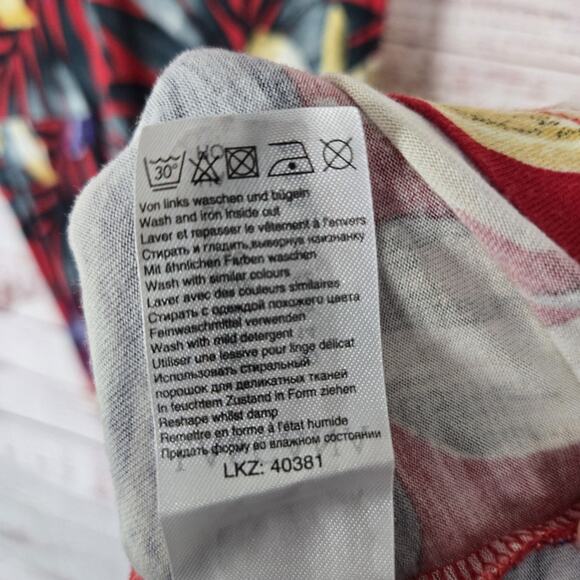 30°
Von links waschen und bügeln
Wash and iron inside out
Laver et repasser le vêtement à l'envers
Стирать и гладить,вывернув наизнанку
Mit ähnlichen Farben waschen
Wash with similar colours
Laver avec des couleurs similaires
Стирать с одеждой похожего цвета
Feinwaschmittel verwenden
Wash with mild detergent
Utiliser une lessive pour linge délicat
Использовать стиральный
порошок для деликатных тканей
In feuchtem Zustand in Form ziehen
Reshape whilst damp
Remettre en forme à l'état humide
Придать форму во влажном состоянии
LKZ: 40381